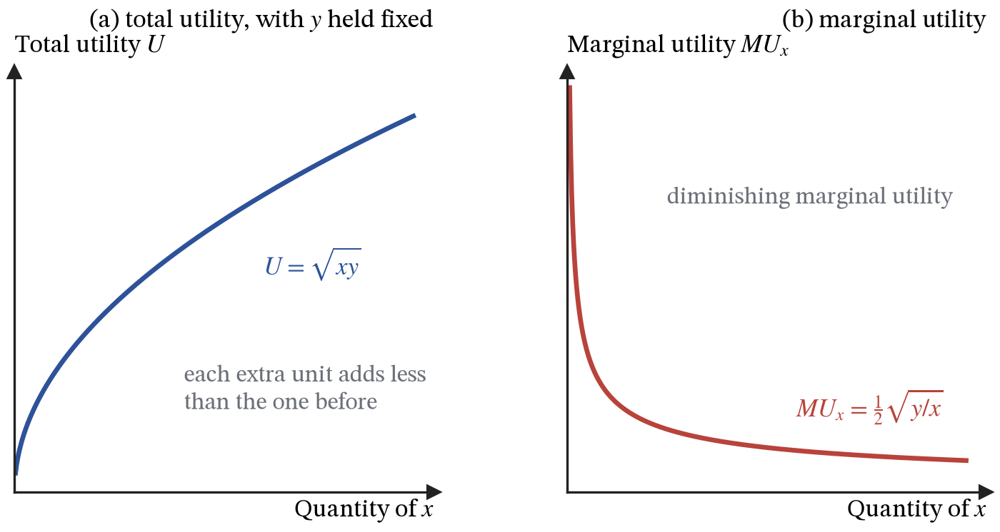 (a) total utility, with y held fixed
Total utility U
U = √xy
each extra unit adds less
than the one before
Quantity of x
(b) marginal utility
Marginal utility MUₓ
diminishing marginal utility
MUₓ = ½√y/x
Quantity of x